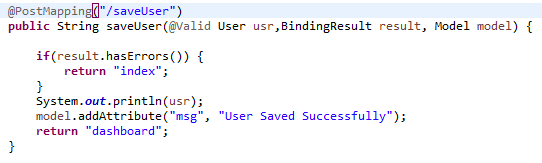 @PostMapping("/saveUser")
public String saveUser(@Valid User usr,BindingResult result, Model model) {
if(result.hasErrors()) {
return "index";
}
System.out.println(usr);
model.addAttribute("msg", "User Saved Successfully");
return "dashboard";
}